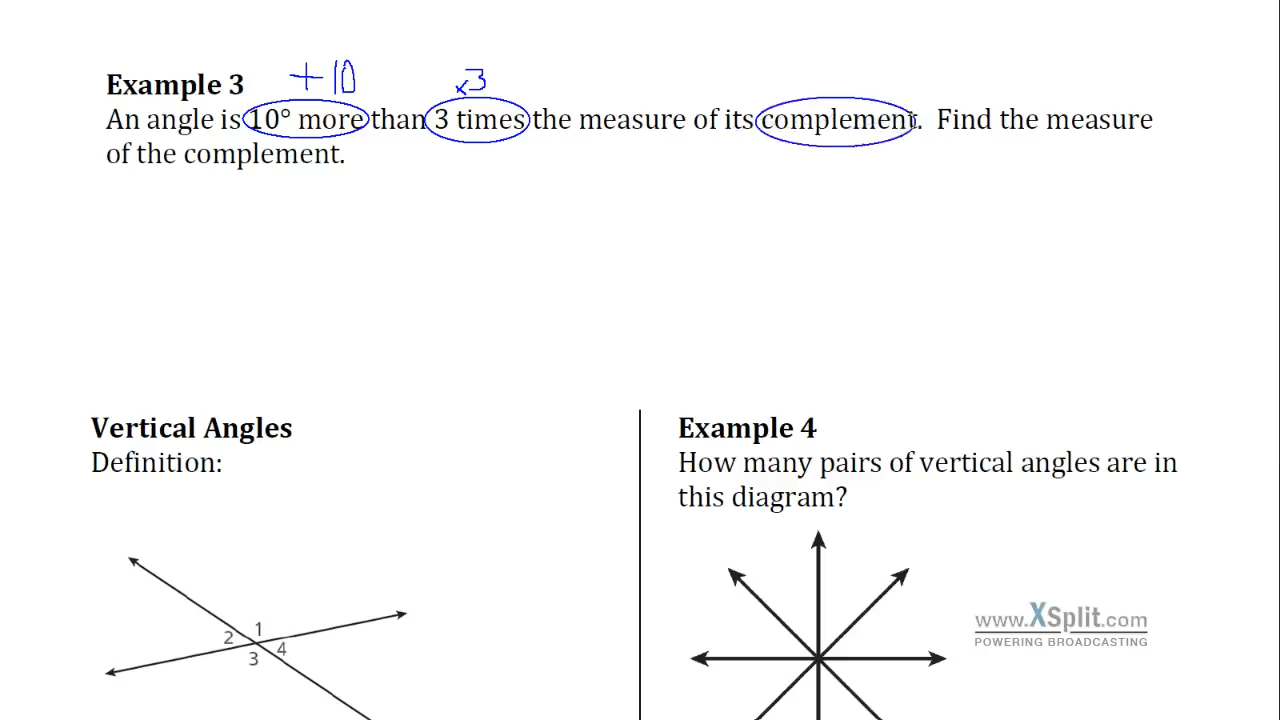 Example 3
+10
×3
An angle is 10° more than 3 times the measure of its complement. Find the measure
of the complement.
Vertical Angles
Definition:
1
2
4
3
Example 4
How many pairs of vertical angles are in
this diagram?
www.XSplit.com
POWERING BROADCASTING